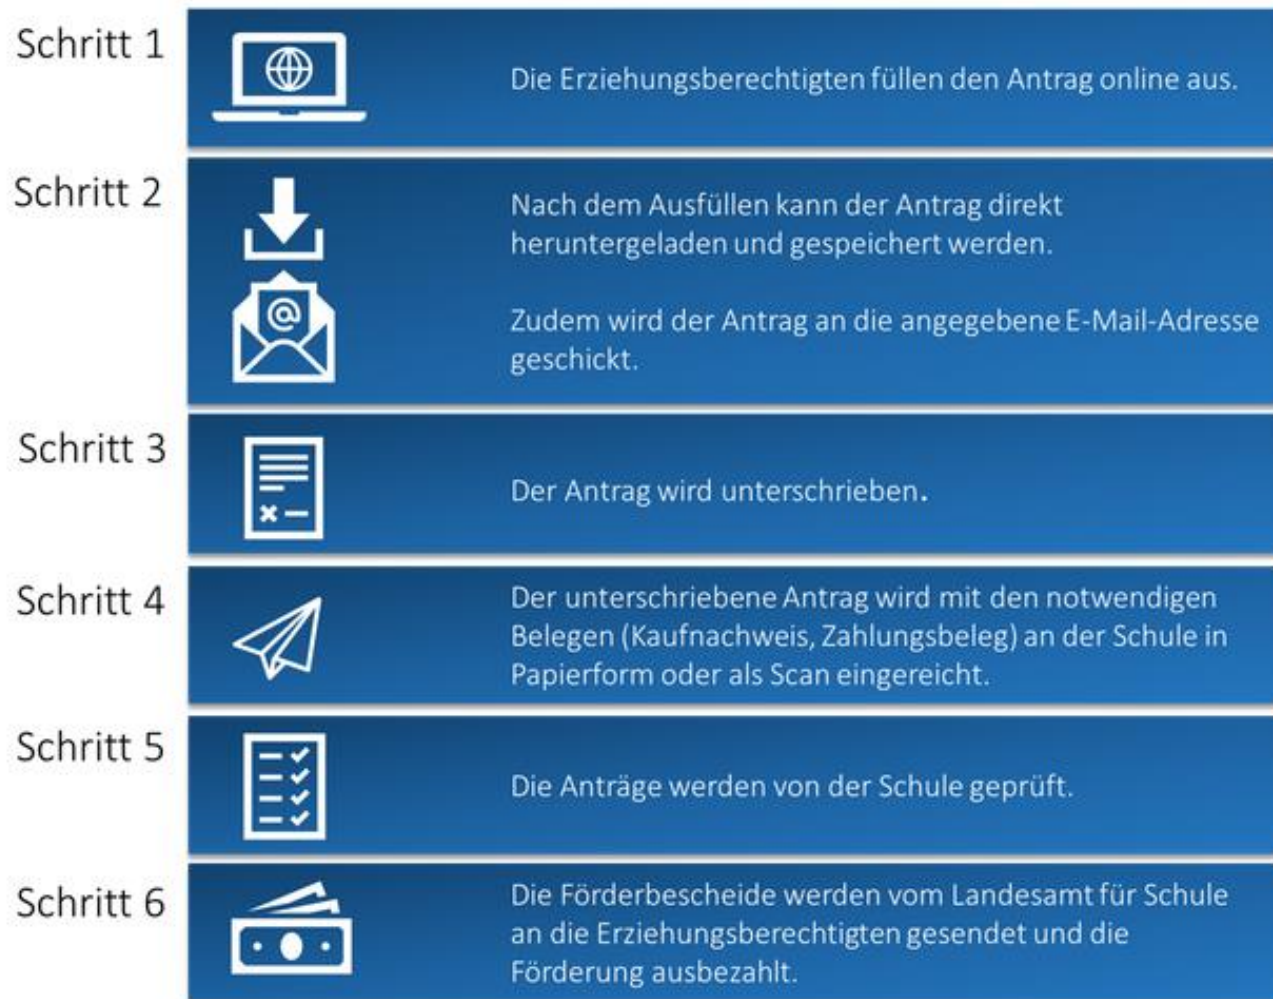 Schritt 1
Die Erziehungsberechtigten füllen den Antrag online aus.
Schritt 2
Nach dem Ausfüllen kann der Antrag direkt
heruntergeladen und gespeichert werden.
@
Zudem wird der Antrag an die angegebene E-Mail-Adresse
geschickt.
Schritt 3
Der Antrag wird unterschrieben.
Schritt 4
Der unterschriebene Antrag wird mit den notwendigen
Belegen (Kaufnachweis, Zahlungsbeleg) an der Schule in
Papierform oder als Scan eingereicht.
Schritt 5
Die Anträge werden von der Schule geprüft.
Schritt 6
Die Förderbescheide werden vom Landesamt für Schule
an die Erziehungsberechtigten gesendet und die
Förderung ausbezahlt.